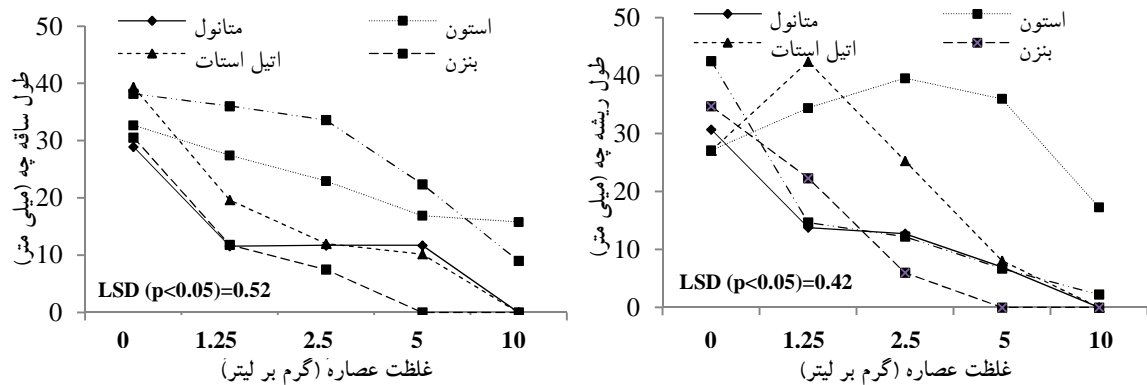 متانول
استون
اتیل استات
بنزن
50
40
30
20
10
0
طول ساقه چه (میلی متر)
LSD (p<0.05)=0.52
0 1.25 2.5 5 10
غلظت عصاره (گرم بر لیتر)
متانول
استون
اتیل استات
بنزن
50
40
30
20
10
0
طول ریشه چه (میلی متر)
LSD (p<0.05)=0.42
0 1.25 2.5 5 10
غلظت عصاره (گرم بر لیتر)